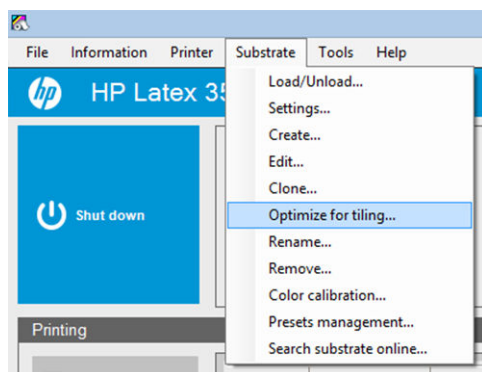 File Information Printer Substrate Tools Help
hp HP Latex 35
Load/Unload...
Settings...
Create...
Edit...
Clone...
Shut down
Optimize for tiling...
Rename...
Remove...
Color calibration...
Printing
Presets management...
Search substrate online...